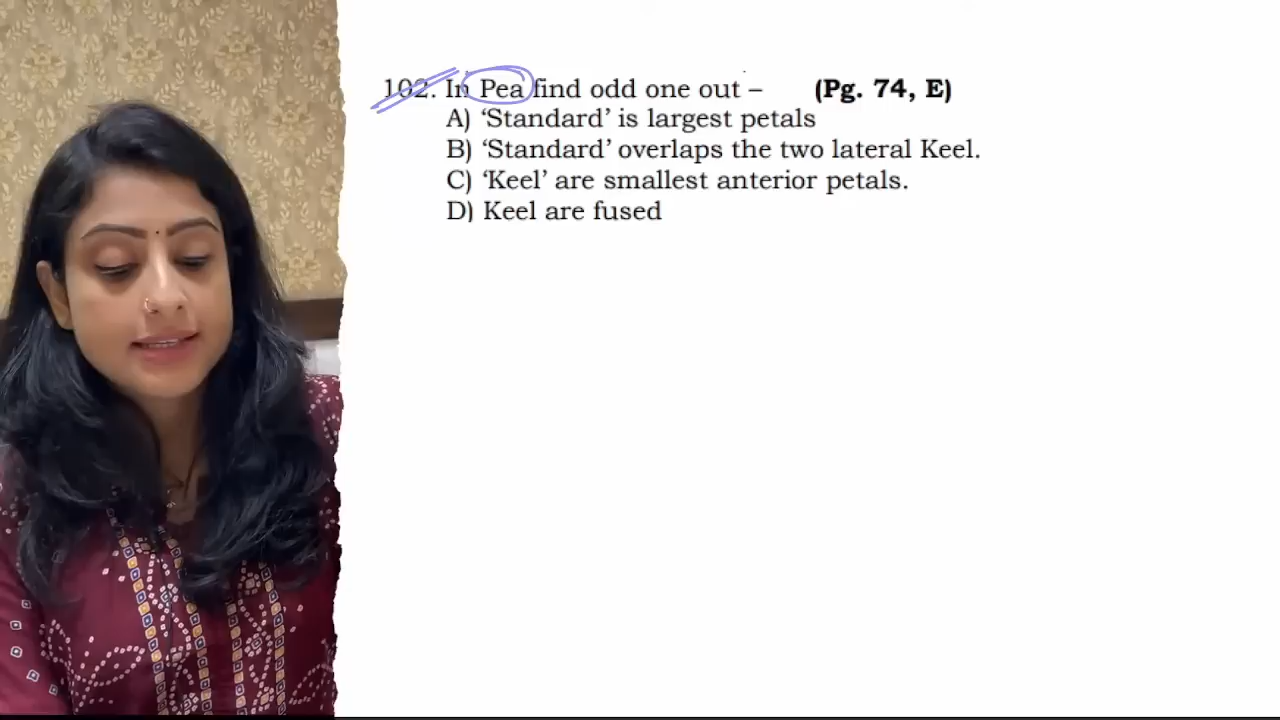 102. In Pea find odd one out – (Pg. 74, E)
A) ‘Standard’ is largest petals
B) ‘Standard’ overlaps the two lateral Keel.
C) ‘Keel’ are smallest anterior petals.
D) Keel are fused